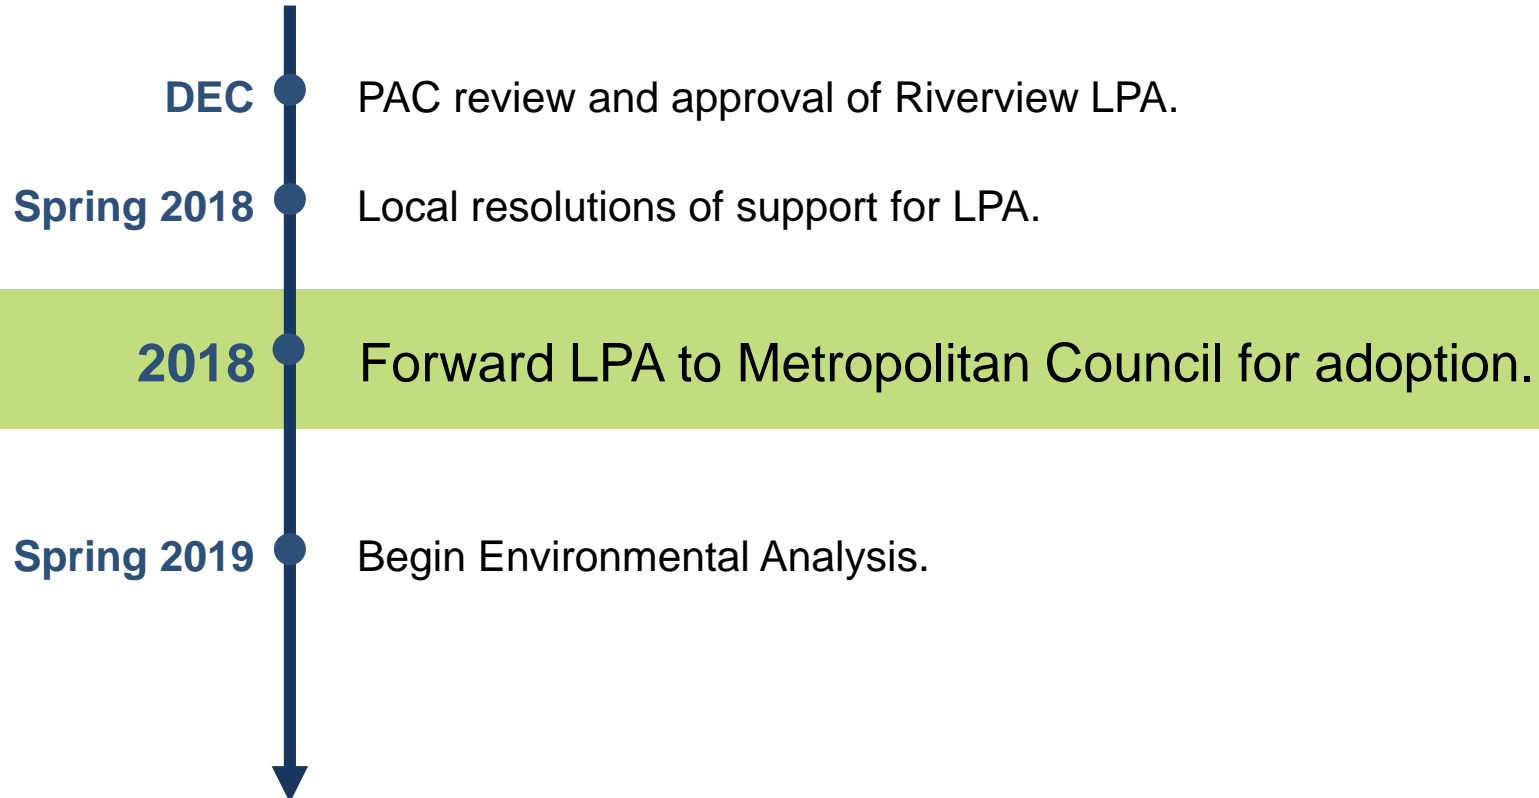 DEC PAC review and approval of Riverview LPA.
Spring 2018 Local resolutions of support for LPA.
2018 Forward LPA to Metropolitan Council for adoption.
Spring 2019 Begin Environmental Analysis.